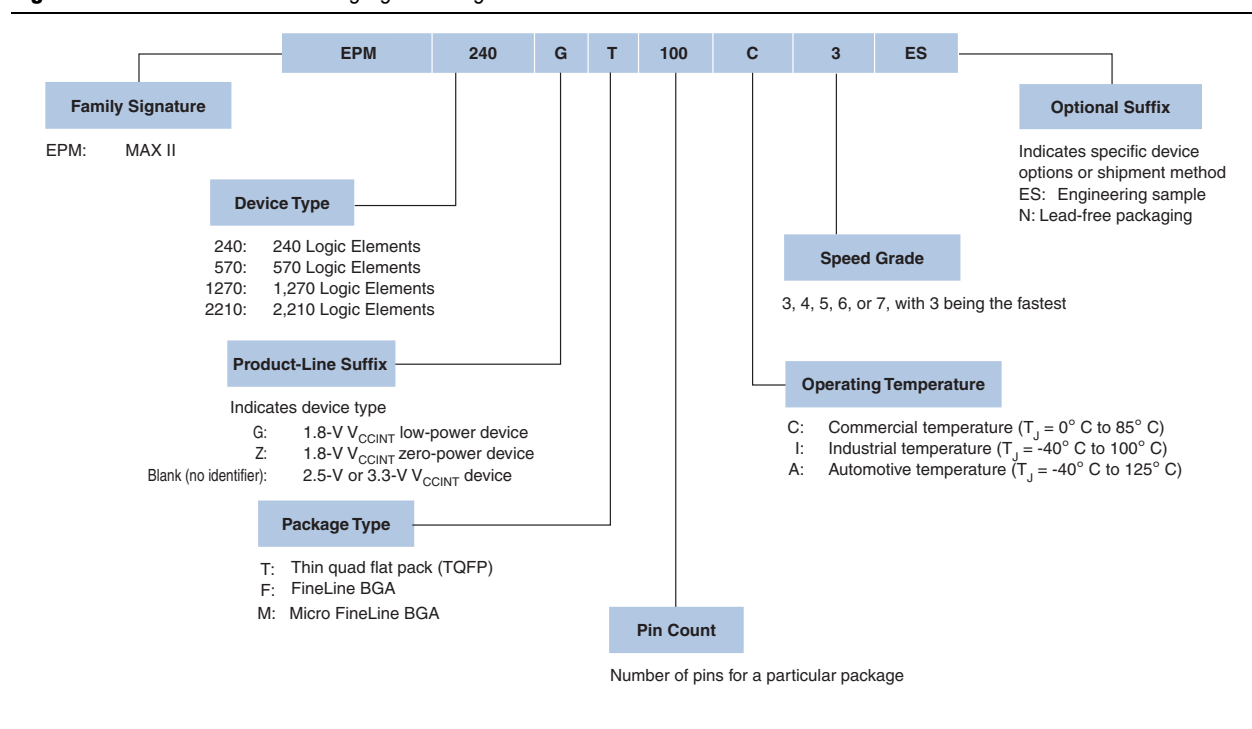 EPM 240 G T 100 C 3 ES
Family Signature
EPM: MAX II
Optional Suffix
Indicates specific device
options or shipment method
ES: Engineering sample
N: Lead-free packaging
Device Type
240: 240 Logic Elements
570: 570 Logic Elements
1270: 1,270 Logic Elements
2210: 2,210 Logic Elements
Speed Grade
3, 4, 5, 6, or 7, with 3 being the fastest
Product-Line Suffix
Indicates device type
G: 1.8-V VCCINT low-power device
Z: 1.8-V VCCINT zero-power device
Blank (no identifier): 2.5-V or 3.3-V VCCINT device
Operating Temperature
C: Commercial temperature (TJ = 0° C to 85° C)
I: Industrial temperature (TJ = -40° C to 100° C)
A: Automotive temperature (TJ = -40° C to 125° C)
Package Type
T: Thin quad flat pack (TQFP)
F: FineLine BGA
M: Micro FineLine BGA
Pin Count
Number of pins for a particular package